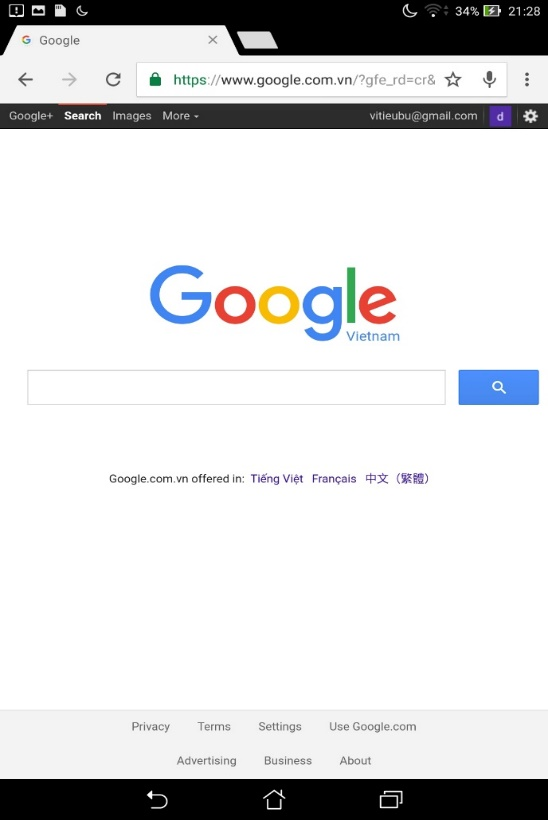 34% 21:28
Google
https://www.google.com.vn/?gfe_rd=cr&
Google+ Search Images More vitieubu@gmail.com d
Google
Vietnam
Google.com.vn offered in: Tiếng Việt Français 中文（繁體）
Privacy Terms Settings Use Google.com
Advertising Business About